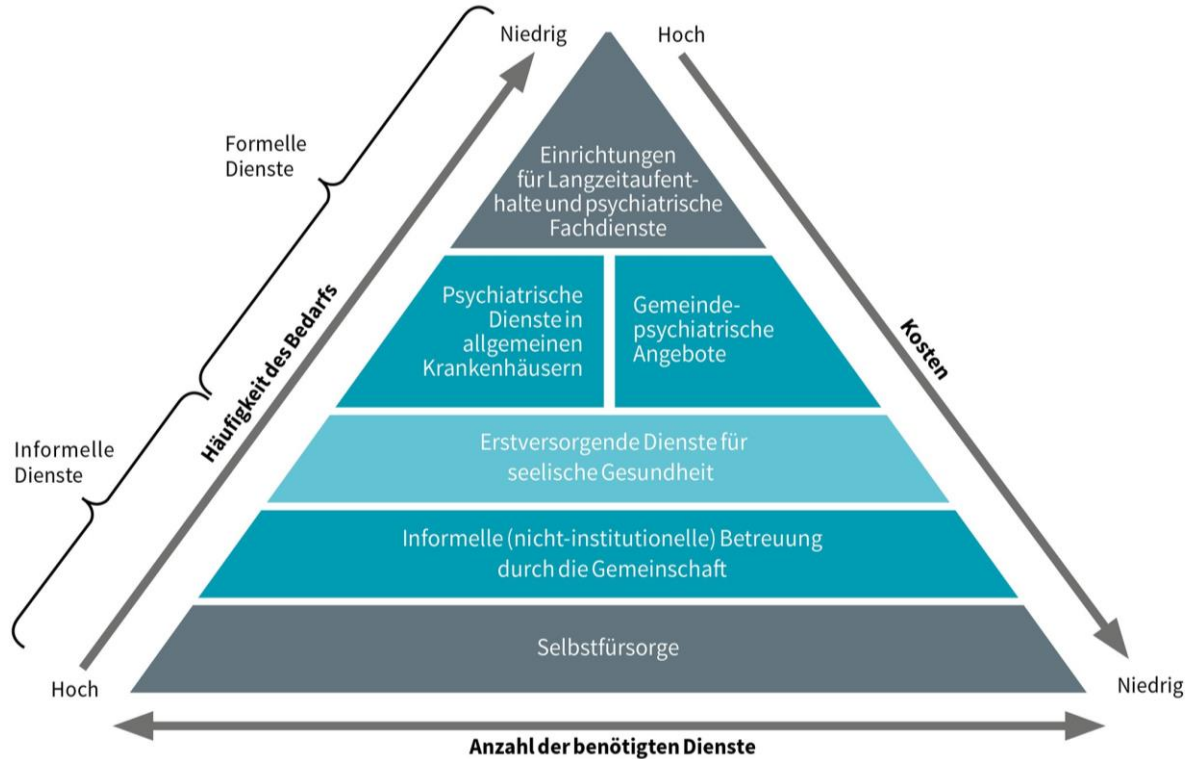 Niedrig
Hoch
Formelle
Dienste
Einrichtungen
für Langzeitaufent-
halte und psychiatrische
Fachdienste
Häufigkeit des Bedarfs
Psychiatrische
Dienste in
allgemeinen
Krankenhäusern
Gemeinde-
psychiatrische
Angebote
Kosten
Informelle
Dienste
Erstversorgende Dienste für
seelische Gesundheit
Informelle (nicht-institutionelle) Betreuung
durch die Gemeinschaft
Selbstfürsorge
Hoch
Niedrig
Anzahl der benötigten Dienste